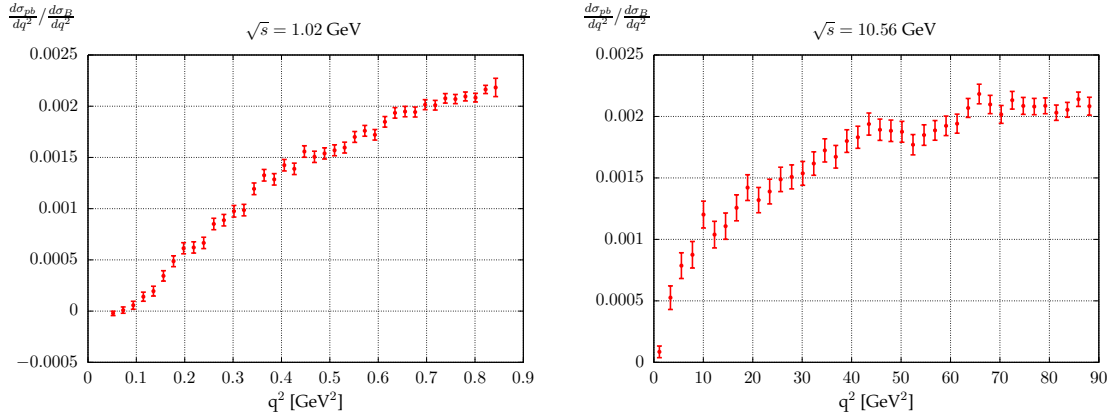 dσ_pb/dq² / dσ_B/dq²
√s = 1.02 GeV
0.0025
0.002
0.0015
0.001
0.0005
0
−0.0005
0 0.1 0.2 0.3 0.4 0.5 0.6 0.7 0.8 0.9
q² [GeV²]
dσ_pb/dq² / dσ_B/dq²
√s = 10.56 GeV
0.0025
0.002
0.0015
0.001
0.0005
0
0 10 20 30 40 50 60 70 80 90
q² [GeV²]